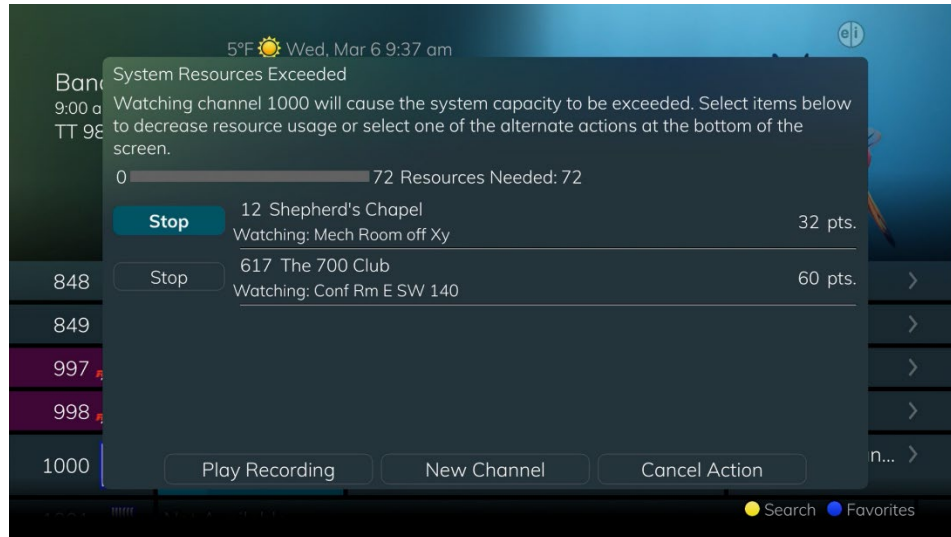 5°F Wed, Mar 6 9:37 am
System Resources Exceeded
9:00 a
TT 98
Watching channel 1000 will cause the system capacity to be exceeded. Select items below
to decrease resource usage or select one of the alternate actions at the bottom of the
screen.
0 72 Resources Needed: 72
Stop 12 Shepherd's Chapel 32 pts.
Watching: Mech Room off Xy
Stop 617 The 700 Club 60 pts.
Watching: Conf Rm E SW 140
848
849
997
998
1000 n...
Play Recording New Channel Cancel Action
Search Favorites